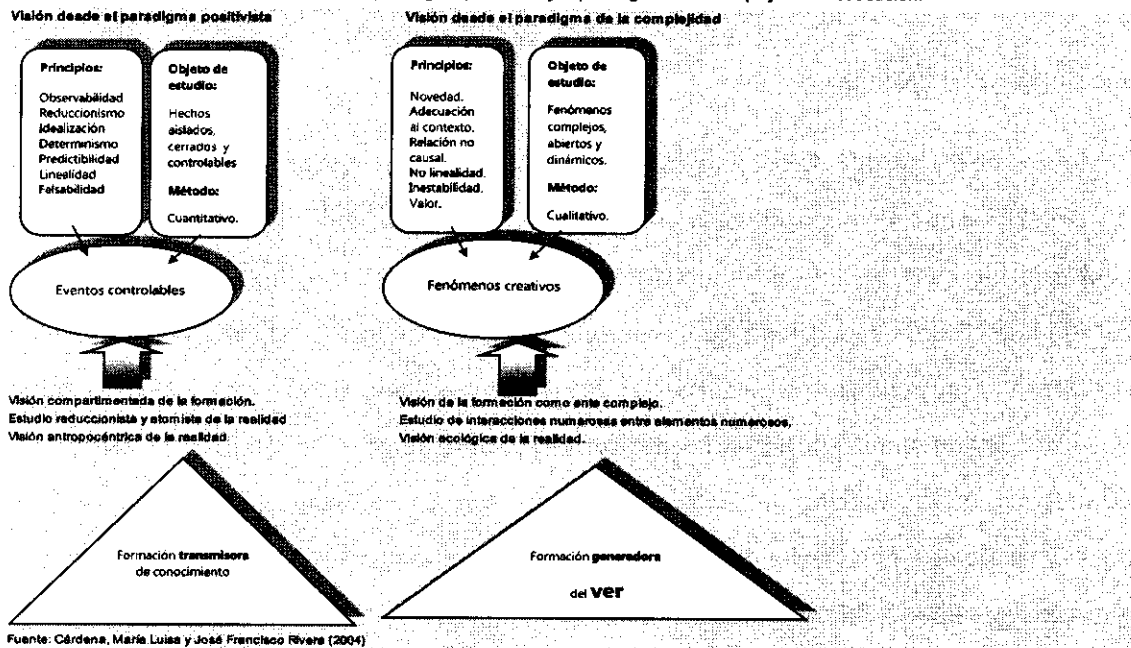 Visión desde el paradigma positivista
Principios:
Observabilidad
Reduccionismo
Idealización
Determinismo
Predictibilidad
Linealidad
Falsabilidad
Objeto de
estudio:
Hechos
aislados,
cerrados y
controlables
Método:
Cuantitativo.
Eventos controlables
Visión compartimentada de la formación.
Estudio reduccionista y atomista de la realidad
Visión antropocéntrica de la realidad.
Formación transmisora
de conocimiento
Visión desde el paradigma de la complejidad
Principios:
Novedad.
Adecuación
al contexto.
Relación no
causal.
No linealidad.
Inestabilidad.
Valor.
Objeto de
estudio:
Fenómenos
complejos,
abiertos y
dinámicos.
Método:
Cualitativo.
Fenómenos creativos
Visión de la formación como ente complejo.
Estudio de interacciones numerosas entre elementos numerosos.
Visión ecológica de la realidad.
Formación generadora
del ver
Fuente: Cárdena, María Luisa y José Francisco Rivera (2004)